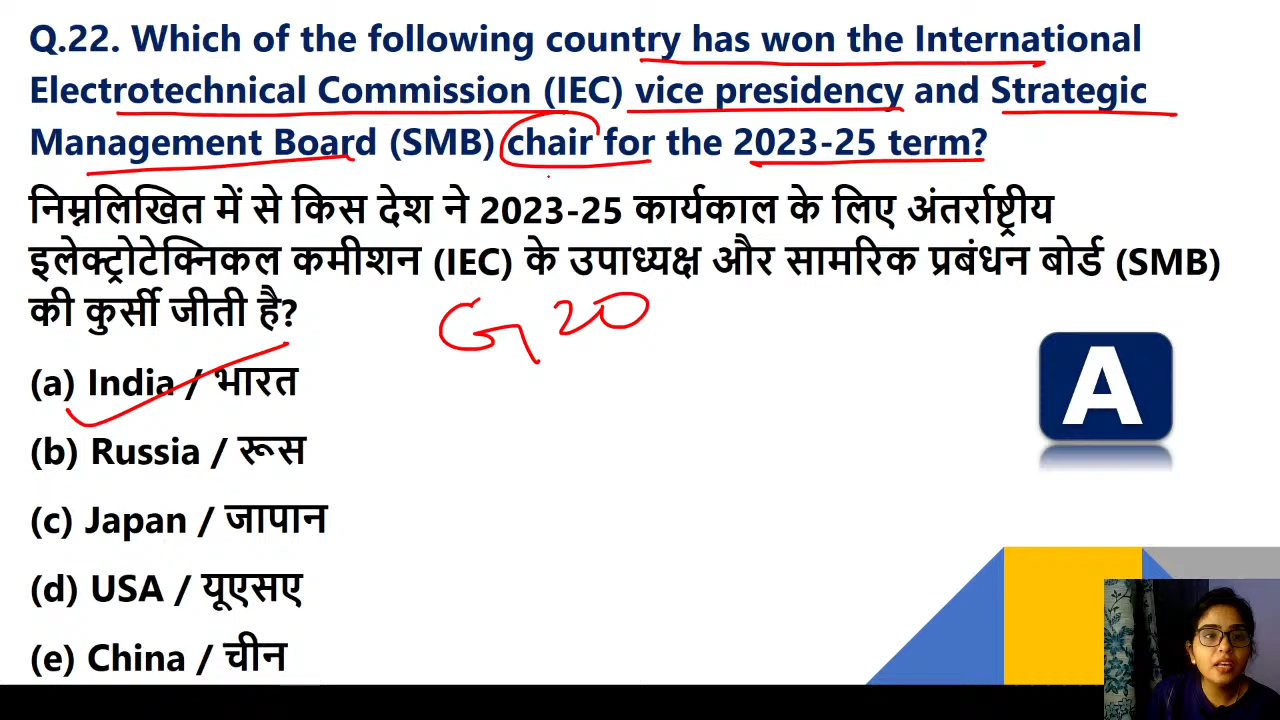 Q.22. Which of the following country has won the International
Electrotechnical Commission (IEC) vice presidency and Strategic
Management Board (SMB) chair for the 2023-25 term?
निम्नलिखित में से किस देश ने 2023-25 कार्यकाल के लिए अंतर्राष्ट्रीय
इलेक्ट्रोटेक्निकल कमीशन (IEC) के उपाध्यक्ष और सामरिक प्रबंधन बोर्ड (SMB)
की कुर्सी जीती है?
G20
(a) India / भारत
A
(b) Russia / रूस
(c) Japan / जापान
(d) USA / यूएसए
(e) China / चीन